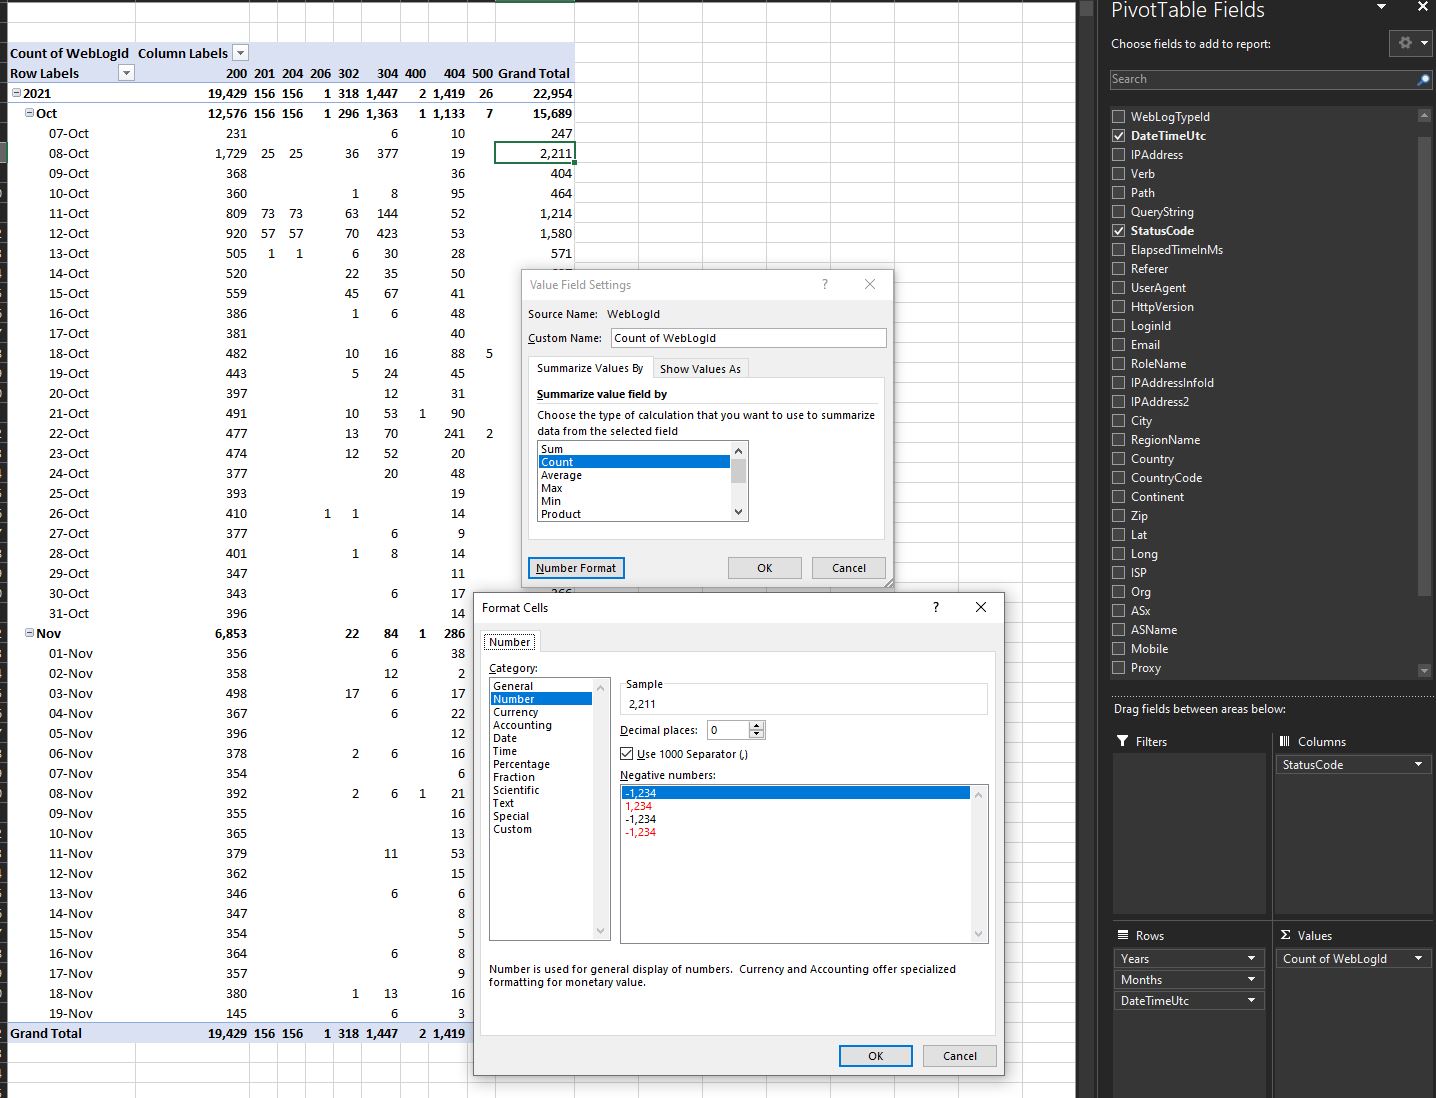 Count of WebLogId Column Labels
Row Labels 200 201 204 206 302 304 400 404 500 Grand Total
2021 19,429 156 156 1 318 1,447 2 1,419 26 22,954
Oct 12,576 156 156 1 296 1,363 1 1,133 7 15,689
07-Oct 231 6 10 247
08-Oct 1,729 25 25 36 377 19 2,211
09-Oct 368 36 404
10-Oct 360 1 8 95 464
11-Oct 809 73 73 63 144 52 1,214
12-Oct 920 57 57 70 423 53 1,580
13-Oct 505 1 1 6 30 28 571
14-Oct 520 22 35 50
15-Oct 559 45 67 41
16-Oct 386 1 6 48
17-Oct 381 40
18-Oct 482 10 16 88 5
19-Oct 443 5 24 45
20-Oct 397 12 31
21-Oct 491 10 53 1 90
22-Oct 477 13 70 241 2
23-Oct 474 12 52 20
24-Oct 377 20 48
25-Oct 393 19
26-Oct 410 1 1 14
27-Oct 377 6 9
28-Oct 401 1 8 14
29-Oct 347 11
30-Oct 343 6 17
31-Oct 396 14
Nov 6,853 22 84 1 286
01-Nov 356 6 38
02-Nov 358 12 2
03-Nov 498 17 6 17
04-Nov 367 6 22
05-Nov 396 12
06-Nov 378 2 6 16
07-Nov 354 6
08-Nov 392 2 6 1 21
09-Nov 355 16
10-Nov 365 13
11-Nov 379 11 53
12-Nov 362 15
13-Nov 346 6 6
14-Nov 347 8
15-Nov 354 5
16-Nov 364 6 8
17-Nov 357 9
18-Nov 380 1 13 16
19-Nov 145 6 3
Grand Total 19,429 156 156 1 318 1,447 2 1,419
Value Field Settings ?
Source Name: WebLogId
Custom Name: Count of WebLogId
Summarize Values By Show Values As
Summarize value field by
Choose the type of calculation that you want to use to summarize
data from the selected field
Sum
Count
Average
Max
Min
Product
Number Format OK Cancel
Format Cells ?
Number
Category:
General
Number
Currency
Accounting
Date
Time
Percentage
Fraction
Scientific
Text
Special
Custom
Sample
2,211
Decimal places: 0
Use 1000 Separator (,)
Negative numbers:
-1,234
1,234
-1,234
-1,234
Number is used for general display of numbers. Currency and Accounting offer specialized
formatting for monetary value.
OK Cancel
PivotTable Fields
Choose fields to add to report:
Search
WebLogTypeId
DateTimeUtc
IPAddress
Verb
Path
QueryString
StatusCode
ElapsedTimeInMs
Referer
UserAgent
HttpVersion
LoginId
Email
RoleName
IPAddressInfoId
IPAddress2
City
RegionName
Country
CountryCode
Continent
Zip
Lat
Long
ISP
Org
ASx
ASName
Mobile
Proxy
Drag fields between areas below:
Filters
Columns
StatusCode
Rows
Years
Months
DateTimeUtc
Σ Values
Count of WebLogId